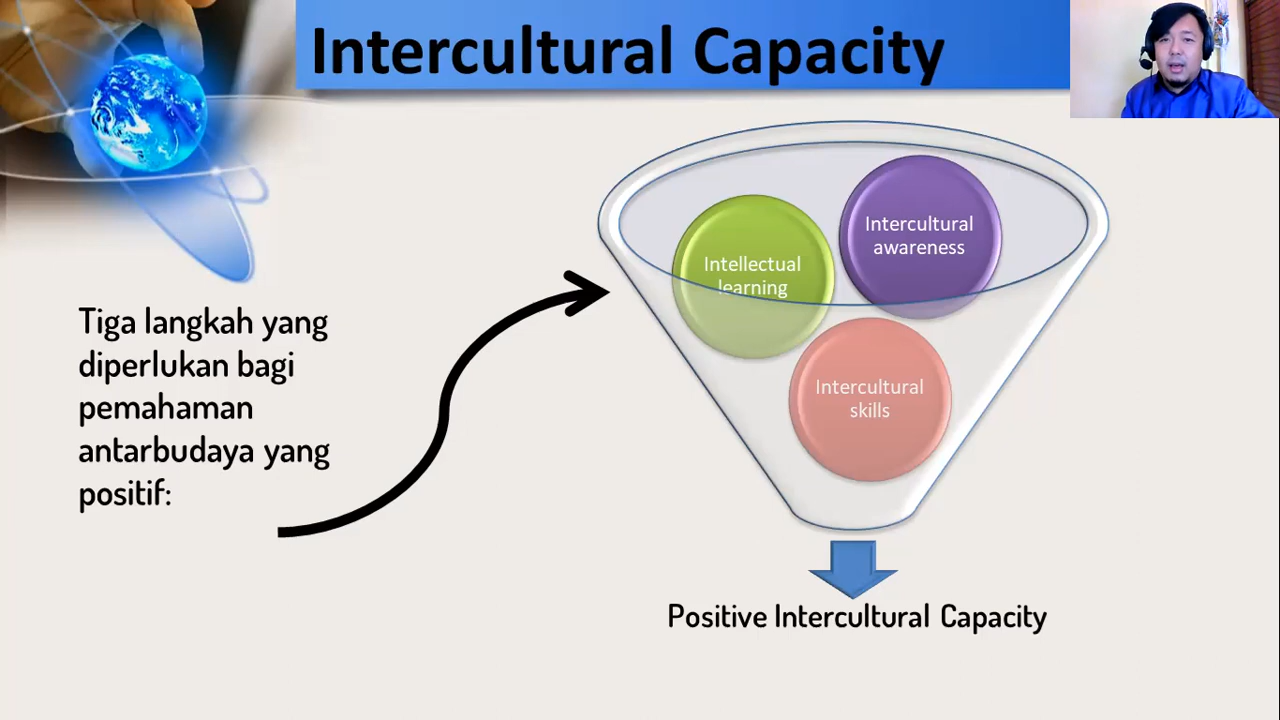 Intercultural Capacity
Tiga langkah yang
diperlukan bagi
pemahaman
antarbudaya yang
positif:
Intellectual
learning
Intercultural
awareness
Intercultural
skills
Positive Intercultural Capacity